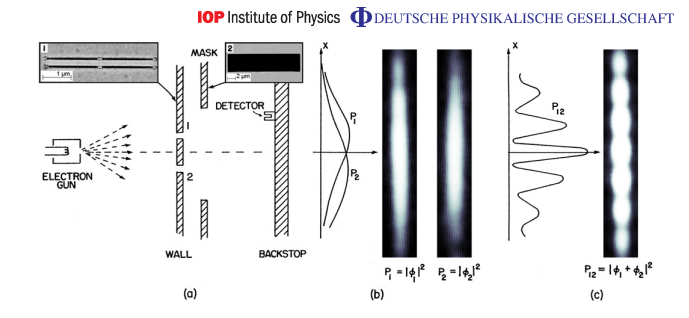 IOP Institute of Physics Φ DEUTSCHE PHYSIKALISCHE GESELLSCHAFT
1
1 µm
MASK
2
2 µm
DETECTOR
ELECTRON
GUN
1
2
WALL
BACKSTOP
(a)
x
P₁
P₂
P₁ = |ϕ₁|²
P₂ = |ϕ₂|²
(b)
x
P₁₂
P₁₂ = |ϕ₁ + ϕ₂|²
(c)